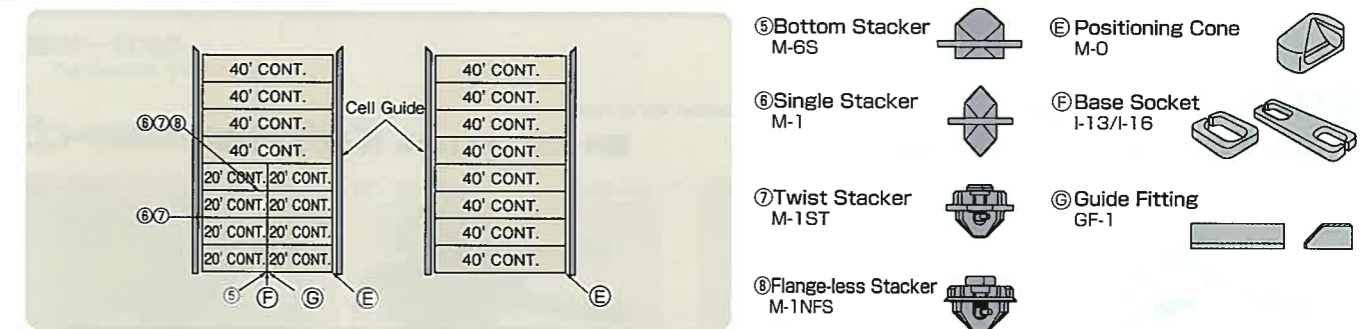 40' CONT.
40' CONT.
40' CONT.
40' CONT.
20' CONT. 20' CONT.
20' CONT. 20' CONT.
20' CONT. 20' CONT.
20' CONT. 20' CONT.
⑥⑦⑧
⑥⑦
⑤ Ⓕ Ⓖ Ⓔ
Cell Guide
40' CONT.
40' CONT.
40' CONT.
40' CONT.
40' CONT.
40' CONT.
40' CONT.
40' CONT.
Ⓔ
⑤Bottom Stacker
M-6S
⑥Single Stacker
M-1
⑦Twist Stacker
M-1ST
⑧Flange-less Stacker
M-1NFS
Ⓔ Positioning Cone
M-0
ⒻBase Socket
I-13/I-16
ⒼGuide Fitting
GF-1